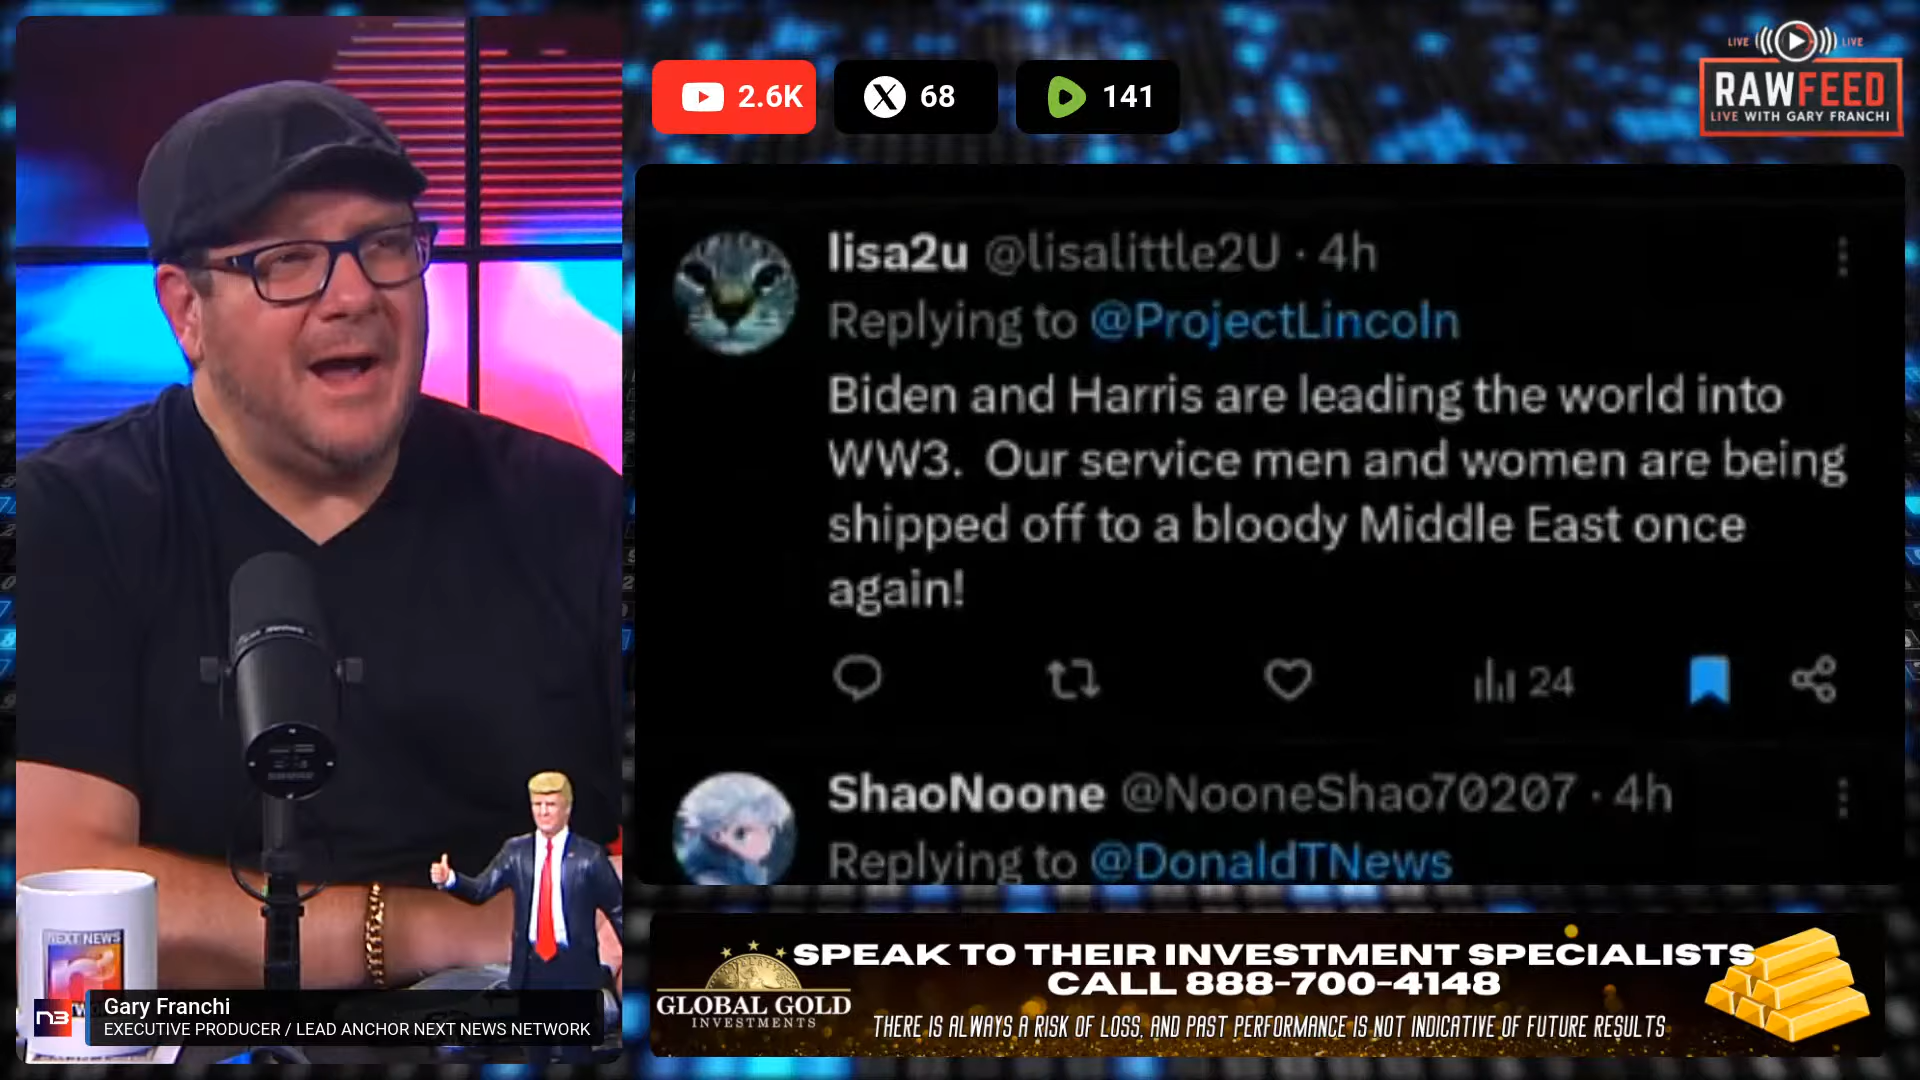 2.6K
68
141
LIVE LIVE
RAWFEED
LIVE WITH GARY FRANCHI
lisa2u @lisalittle2U · 4h
Replying to @ProjectLincoln
Biden and Harris are leading the world into
WW3.  Our service men and women are being
shipped off to a bloody Middle East once
again!
24
ShaoNoone @NooneShao70207 · 4h
Replying to @DonaldTNews
NEXT NEWS
n3
Gary Franchi
EXECUTIVE PRODUCER / LEAD ANCHOR NEXT NEWS NETWORK
GLOBAL GOLD
INVESTMENTS
SPEAK TO THEIR INVESTMENT SPECIALISTS
CALL 888-700-4148
THERE IS ALWAYS A RISK OF LOSS, AND PAST PERFORMANCE IS NOT INDICATIVE OF FUTURE RESULTS